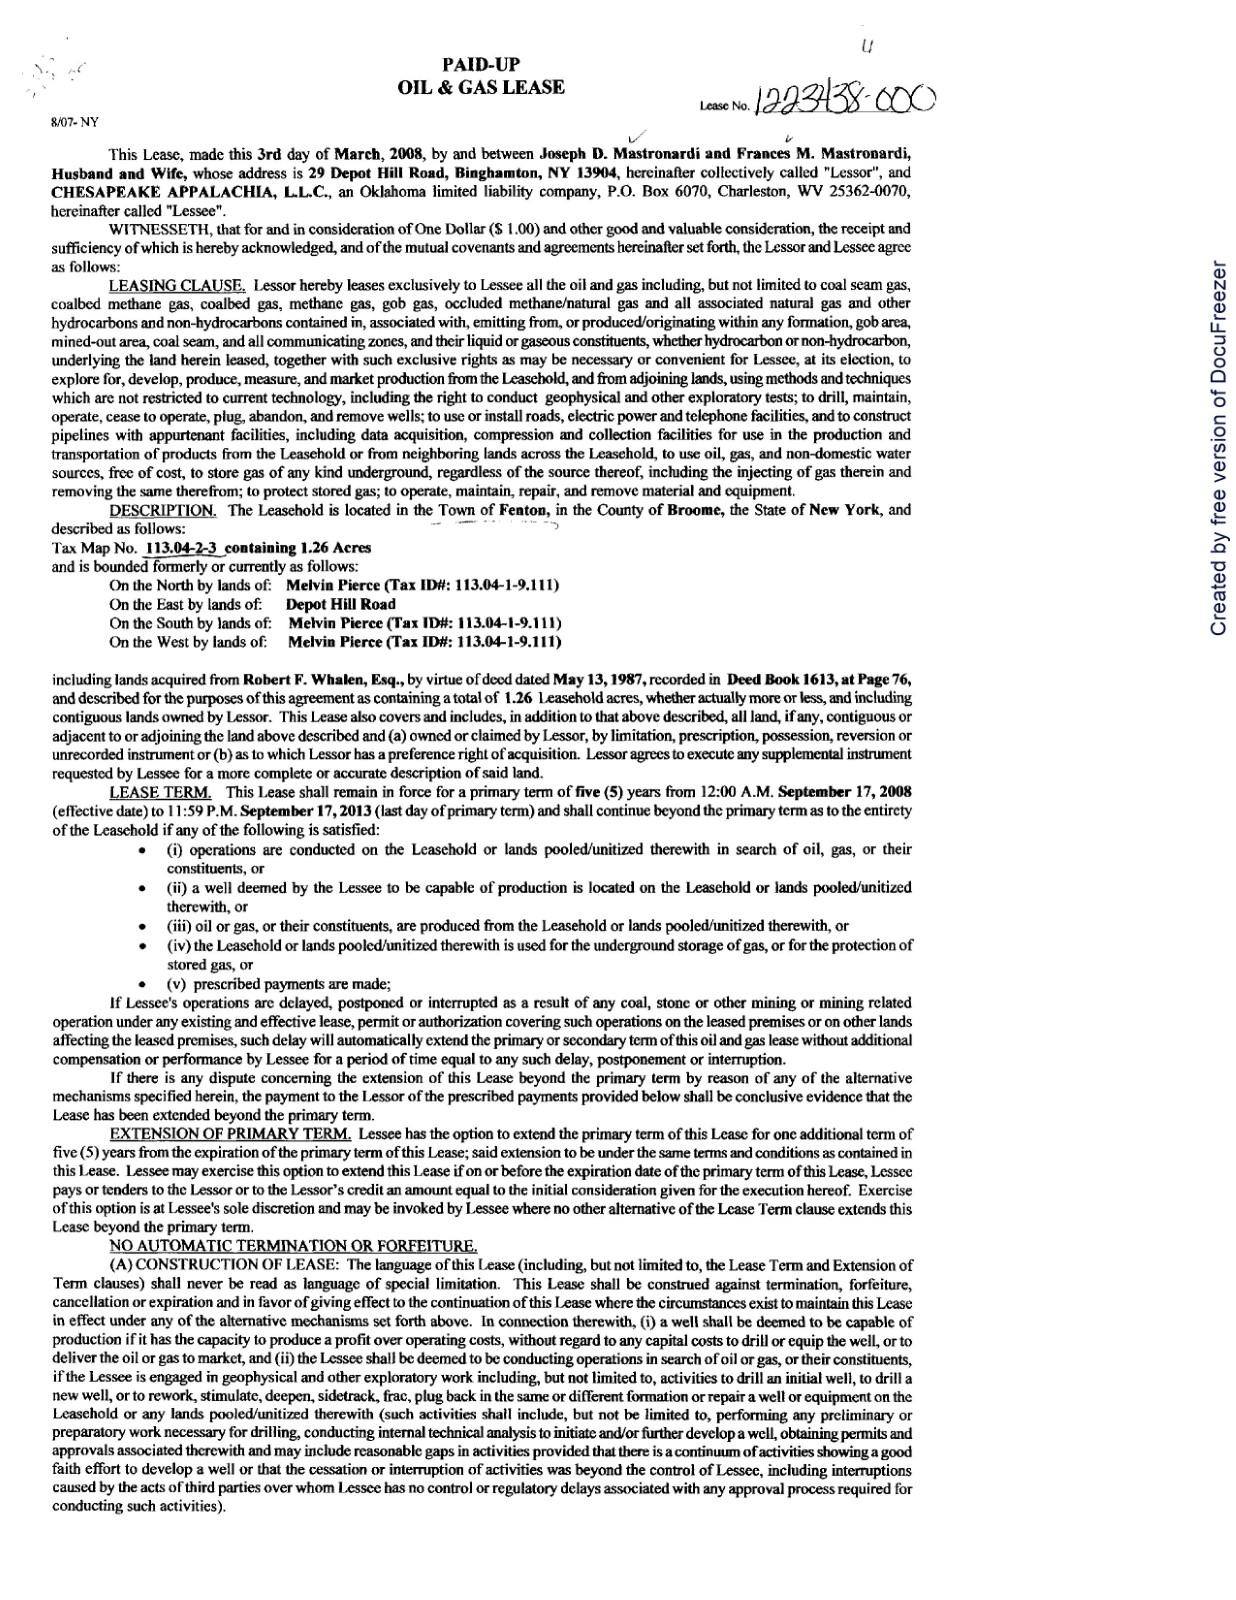 PAID-UP
OIL & GAS LEASE
Lease No. 1223438-000
8/07- NY
This Lease, made this 3rd day of March, 2008, by and between Joseph D. Mastronardi and Frances M. Mastronardi,
Husband and Wife, whose address is 29 Depot Hill Road, Binghamton, NY 13904, hereinafter collectively called "Lessor", and
CHESAPEAKE APPALACHIA, L.L.C., an Oklahoma limited liability company, P.O. Box 6070, Charleston, WV 25362-0070,
hereinafter called "Lessee".
WITNESSETH, that for and in consideration of One Dollar ($ 1.00) and other good and valuable consideration, the receipt and
sufficiency of which is hereby acknowledged, and of the mutual covenants and agreements hereinafter set forth, the Lessor and Lessee agree
as follows:
LEASING CLAUSE. Lessor hereby leases exclusively to Lessee all the oil and gas including, but not limited to coal seam gas,
coalbed methane gas, coalbed gas, methane gas, gob gas, occluded methane/natural gas and all associated natural gas and other
hydrocarbons and non-hydrocarbons contained in, associated with, emitting from, or produced/originating within any formation, gob area,
mined-out area, coal seam, and all communicating zones, and their liquid or gaseous constituents, whether hydrocarbon or non-hydrocarbon,
underlying the land herein leased, together with such exclusive rights as may be necessary or convenient for Lessee, at its election, to
explore for, develop, produce, measure, and market production from the Leasehold, and from adjoining lands, using methods and techniques
which are not restricted to current technology, including the right to conduct geophysical and other exploratory tests; to drill, maintain,
operate, cease to operate, plug, abandon, and remove wells; to use or install roads, electric power and telephone facilities, and to construct
pipelines with appurtenant facilities, including data acquisition, compression and collection facilities for use in the production and
transportation of products from the Leasehold or from neighboring lands across the Leasehold, to use oil, gas, and non-domestic water
sources, free of cost, to store gas of any kind underground, regardless of the source thereof, including the injecting of gas therein and
removing the same therefrom; to protect stored gas; to operate, maintain, repair, and remove material and equipment.
DESCRIPTION. The Leasehold is located in the Town of Fenton, in the County of Broome, the State of New York, and
described as follows:
Tax Map No. 113.04-2-3 containing 1.26 Acres
and is bounded formerly or currently as follows:
On the North by lands of: Melvin Pierce (Tax ID#: 113.04-1-9.111)
On the East by lands of: Depot Hill Road
On the South by lands of: Melvin Pierce (Tax ID#: 113.04-1-9.111)
On the West by lands of: Melvin Pierce (Tax ID#: 113.04-1-9.111)
including lands acquired from Robert F. Whalen, Esq., by virtue of deed dated May 13, 1987, recorded in Deed Book 1613, at Page 76,
and described for the purposes of this agreement as containing a total of 1.26 Leasehold acres, whether actually more or less, and including
contiguous lands owned by Lessor. This Lease also covers and includes, in addition to that above described, all land, if any, contiguous or
adjacent to or adjoining the land above described and (a) owned or claimed by Lessor, by limitation, prescription, possession, reversion or
unrecorded instrument or (b) as to which Lessor has a preference right of acquisition. Lessor agrees to execute any supplemental instrument
requested by Lessee for a more complete or accurate description of said land.
LEASE TERM. This Lease shall remain in force for a primary term of five (5) years from 12:00 A.M. September 17, 2008
(effective date) to 11:59 P.M. September 17, 2013 (last day of primary term) and shall continue beyond the primary term as to the entirety
of the Leasehold if any of the following is satisfied:
• (i) operations are conducted on the Leasehold or lands pooled/unitized therewith in search of oil, gas, or their
constituents, or
• (ii) a well deemed by the Lessee to be capable of production is located on the Leasehold or lands pooled/unitized
therewith, or
• (iii) oil or gas, or their constituents, are produced from the Leasehold or lands pooled/unitized therewith, or
• (iv) the Leasehold or lands pooled/unitized therewith is used for the underground storage of gas, or for the protection of
stored gas, or
• (v) prescribed payments are made;
If Lessee's operations are delayed, postponed or interrupted as a result of any coal, stone or other mining or mining related
operation under any existing and effective lease, permit or authorization covering such operations on the leased premises or on other lands
affecting the leased premises, such delay will automatically extend the primary or secondary term of this oil and gas lease without additional
compensation or performance by Lessee for a period of time equal to any such delay, postponement or interruption.
If there is any dispute concerning the extension of this Lease beyond the primary term by reason of any of the alternative
mechanisms specified herein, the payment to the Lessor of the prescribed payments provided below shall be conclusive evidence that the
Lease has been extended beyond the primary term.
EXTENSION OF PRIMARY TERM. Lessee has the option to extend the primary term of this Lease for one additional term of
five (5) years from the expiration of the primary term of this Lease; said extension to be under the same terms and conditions as contained in
this Lease. Lessee may exercise this option to extend this Lease if on or before the expiration date of the primary term of this Lease, Lessee
pays or tenders to the Lessor or to the Lessor's credit an amount equal to the initial consideration given for the execution hereof. Exercise
of this option is at Lessee's sole discretion and may be invoked by Lessee where no other alternative of the Lease Term clause extends this
Lease beyond the primary term.
NO AUTOMATIC TERMINATION OR FORFEITURE.
(A) CONSTRUCTION OF LEASE: The language of this Lease (including, but not limited to, the Lease Term and Extension of
Term clauses) shall never be read as language of special limitation. This Lease shall be construed against termination, forfeiture,
cancellation or expiration and in favor of giving effect to the continuation of this Lease where the circumstances exist to maintain this Lease
in effect under any of the alternative mechanisms set forth above. In connection therewith, (i) a well shall be deemed to be capable of
production if it has the capacity to produce a profit over operating costs, without regard to any capital costs to drill or equip the well, or to
deliver the oil or gas to market, and (ii) the Lessee shall be deemed to be conducting operations in search of oil or gas, or their constituents,
if the Lessee is engaged in geophysical and other exploratory work including, but not limited to, activities to drill an initial well, to drill a
new well, or to rework, stimulate, deepen, sidetrack, frac, plug back in the same or different formation or repair a well or equipment on the
Leasehold or any lands pooled/unitized therewith (such activities shall include, but not be limited to, performing any preliminary or
preparatory work necessary for drilling, conducting internal technical analysis to initiate and/or further develop a well, obtaining permits and
approvals associated therewith and may include reasonable gaps in activities provided that there is a continuum of activities showing a good
faith effort to develop a well or that the cessation or interruption of activities was beyond the control of Lessee, including interruptions
caused by the acts of third parties over whom Lessee has no control or regulatory delays associated with any approval process required for
conducting such activities).
Created by free version of DocuFreezer